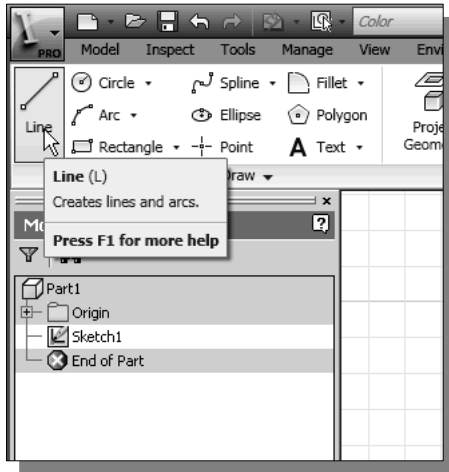 Color
PRO Model Inspect Tools Manage View Envi
Line
Circle Spline Fillet
Arc Ellipse Polygon
Rectangle Point A Text
Proje
Geom
Draw
Line (L)
Creates lines and arcs.
Press F1 for more help
Part1
Origin
Sketch1
End of Part